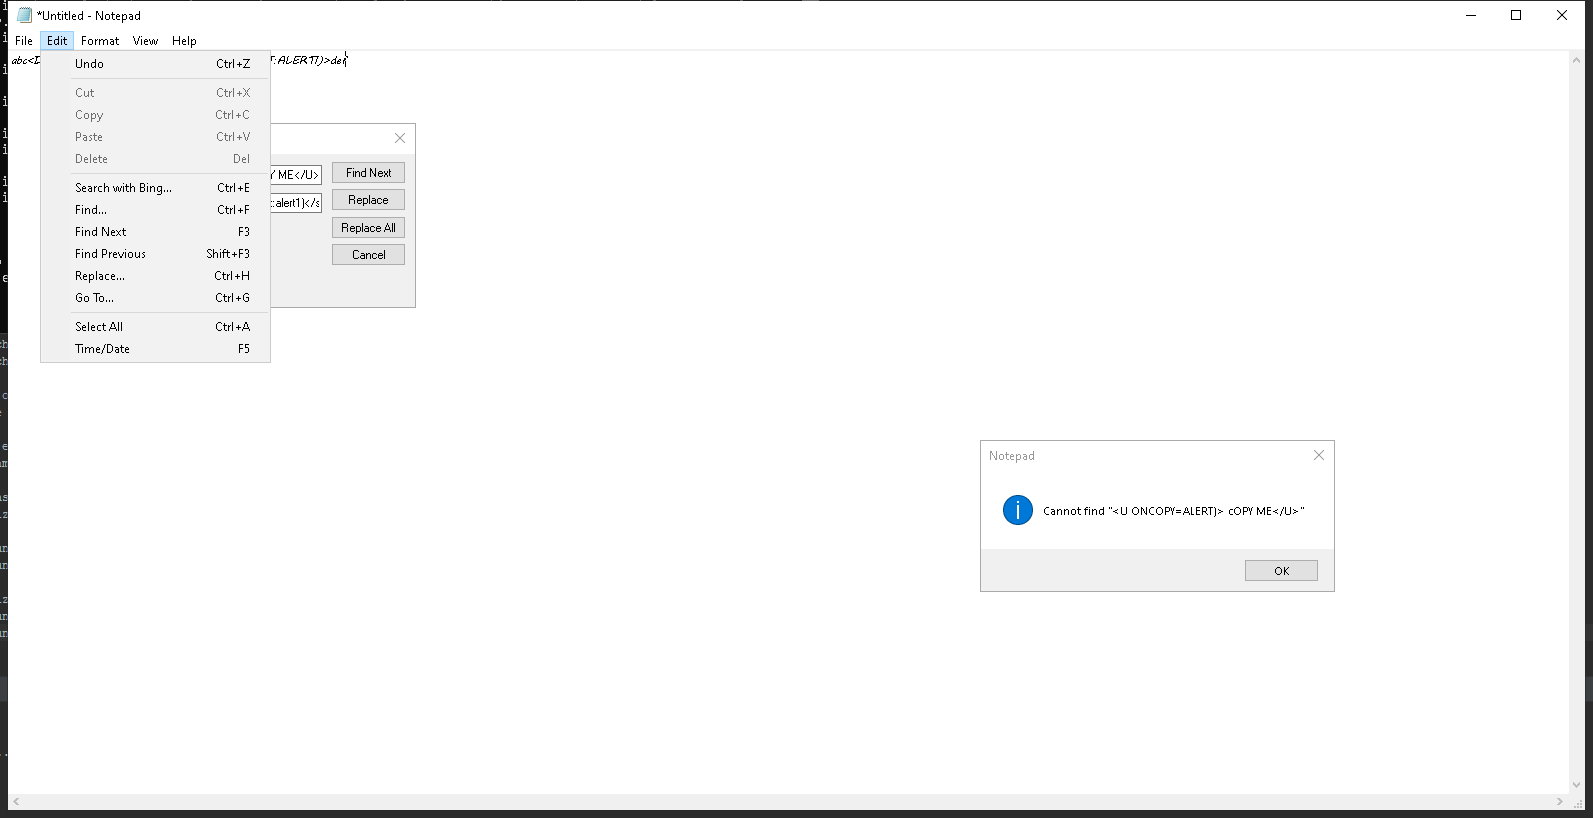 *Untitled - Notepad
File Edit Format View Help
abc<D :ALERT1)>def
Undo Ctrl+Z
Cut Ctrl+X
Copy Ctrl+C
Paste Ctrl+V
Delete Del
Search with Bing... Ctrl+E
Find... Ctrl+F
Find Next F3
Find Previous Shift+F3
Replace... Ctrl+H
Go To... Ctrl+G
Select All Ctrl+A
Time/Date F5
Y ME</U> Find Next
:alert1)</s Replace
Replace All
Cancel
Notepad
Cannot find "<U ONCOPY=ALERT)> cOPY ME</U>"
OK